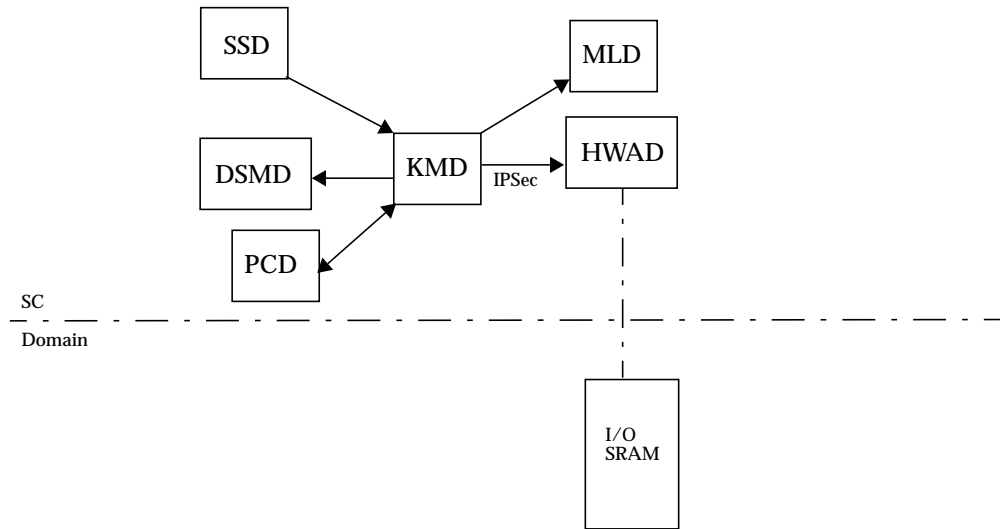 SSD
MLD
DSMD
KMD
HWAD
IPSec
PCD
SC
Domain
I/O
SRAM